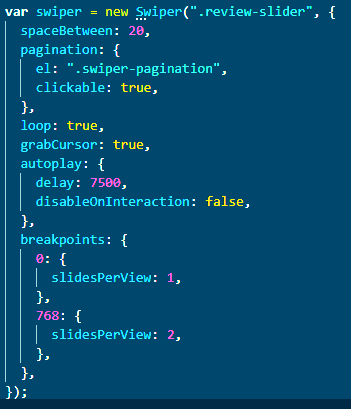 var swiper = new Swiper(".review-slider", {
spaceBetween: 20,
pagination: {
el: ".swiper-pagination",
clickable: true,
},
loop: true,
grabCursor: true,
autoplay: {
delay: 7500,
disableOnInteraction: false,
},
breakpoints: {
0: {
slidesPerView: 1,
},
768: {
slidesPerView: 2,
},
},
});